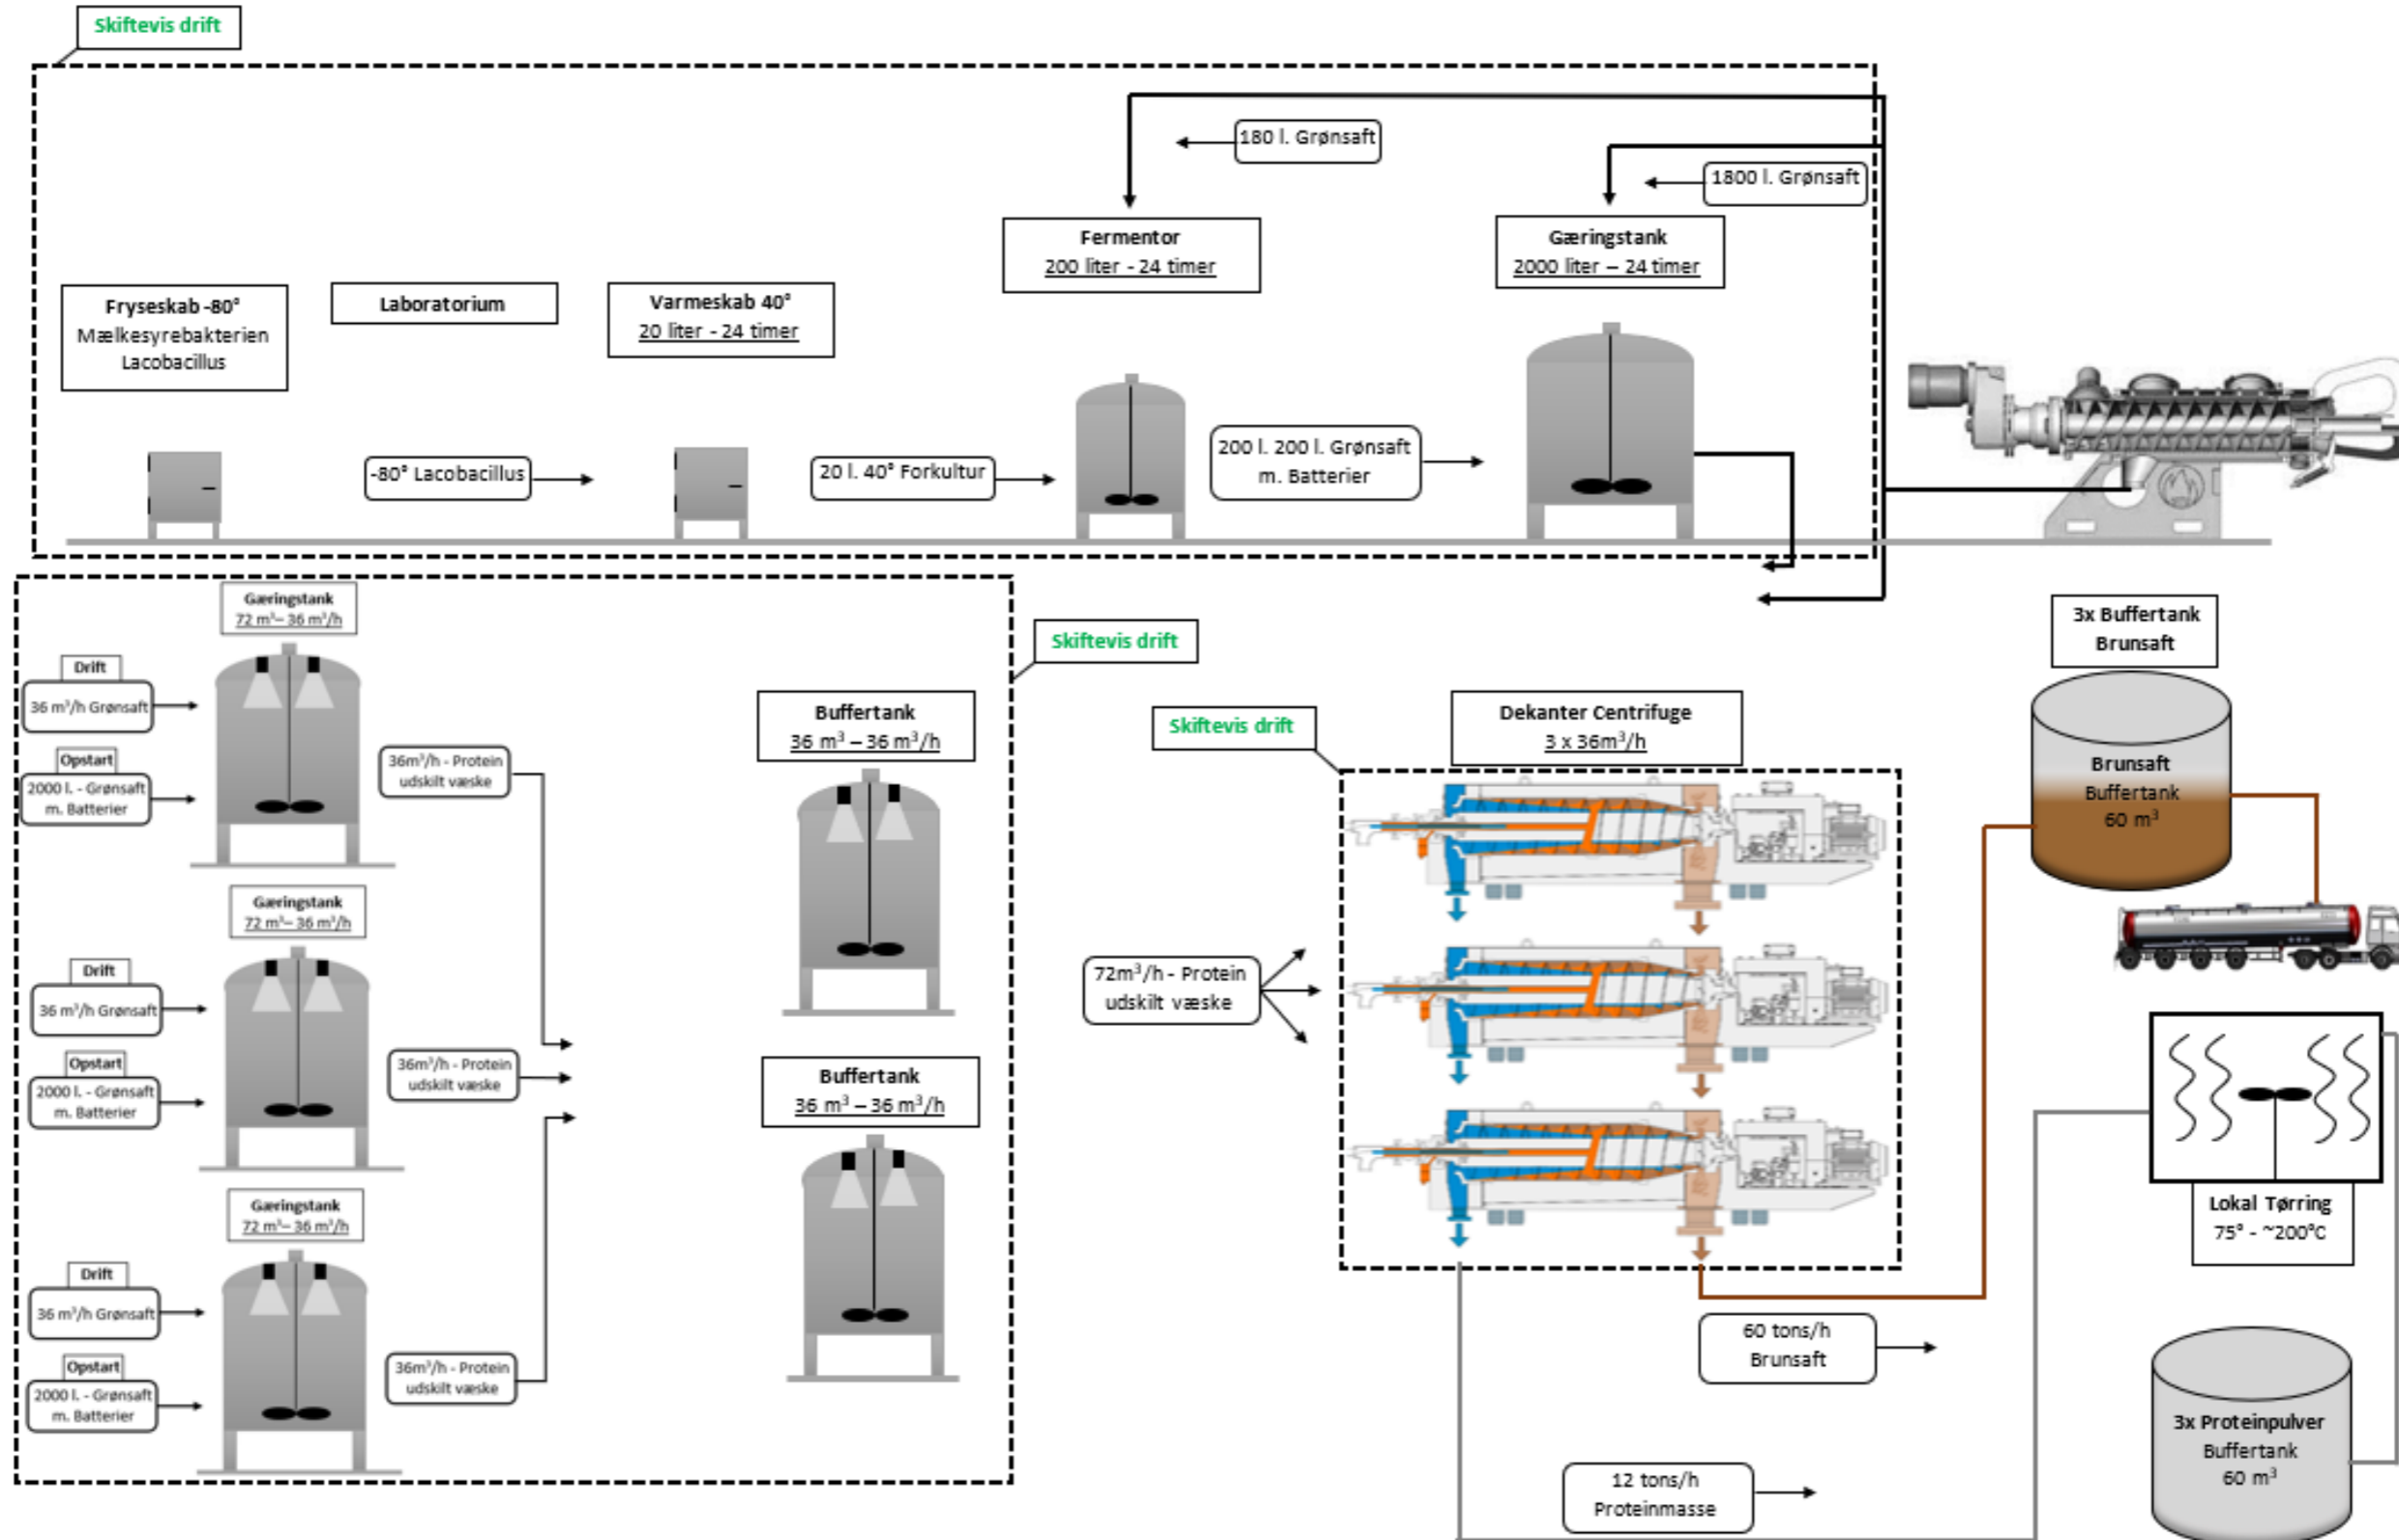 Skiftevis drift
180 l. Grønsaft
1800 l. Grønsaft
Fermentor
200 liter - 24 timer
Gæringstank
2000 liter – 24 timer
Fryseskab -80°
Mælkesyrebakterien
Lacobacillus
Laboratorium
Varmeskab 40°
20 liter - 24 timer
-80° Lacobacillus
20 l. 40° Forkultur
200 l. 200 l. Grønsaft
m. Batterier
Gæringstank
72 m³– 36 m³/h
Drift
36 m³/h Grønsaft
Opstart
2000 l. - Grønsaft
m. Batterier
36m³/h - Protein
udskilt væske
Gæringstank
72 m³– 36 m³/h
Drift
36 m³/h Grønsaft
Opstart
2000 l. - Grønsaft
m. Batterier
36m³/h - Protein
udskilt væske
Gæringstank
72 m³– 36 m³/h
Drift
36 m³/h Grønsaft
Opstart
2000 l. - Grønsaft
m. Batterier
36m³/h - Protein
udskilt væske
Buffertank
36 m³ – 36 m³/h
Buffertank
36 m³ – 36 m³/h
Skiftevis drift
Skiftevis drift
Dekanter Centrifuge
3 x 36m³/h
72m³/h - Protein
udskilt væske
3x Buffertank
Brunsaft
Brunsaft
Buffertank
60 m³
Lokal Tørring
75° - ~200°C
60 tons/h
Brunsaft
12 tons/h
Proteinmasse
3x Proteinpulver
Buffertank
60 m³